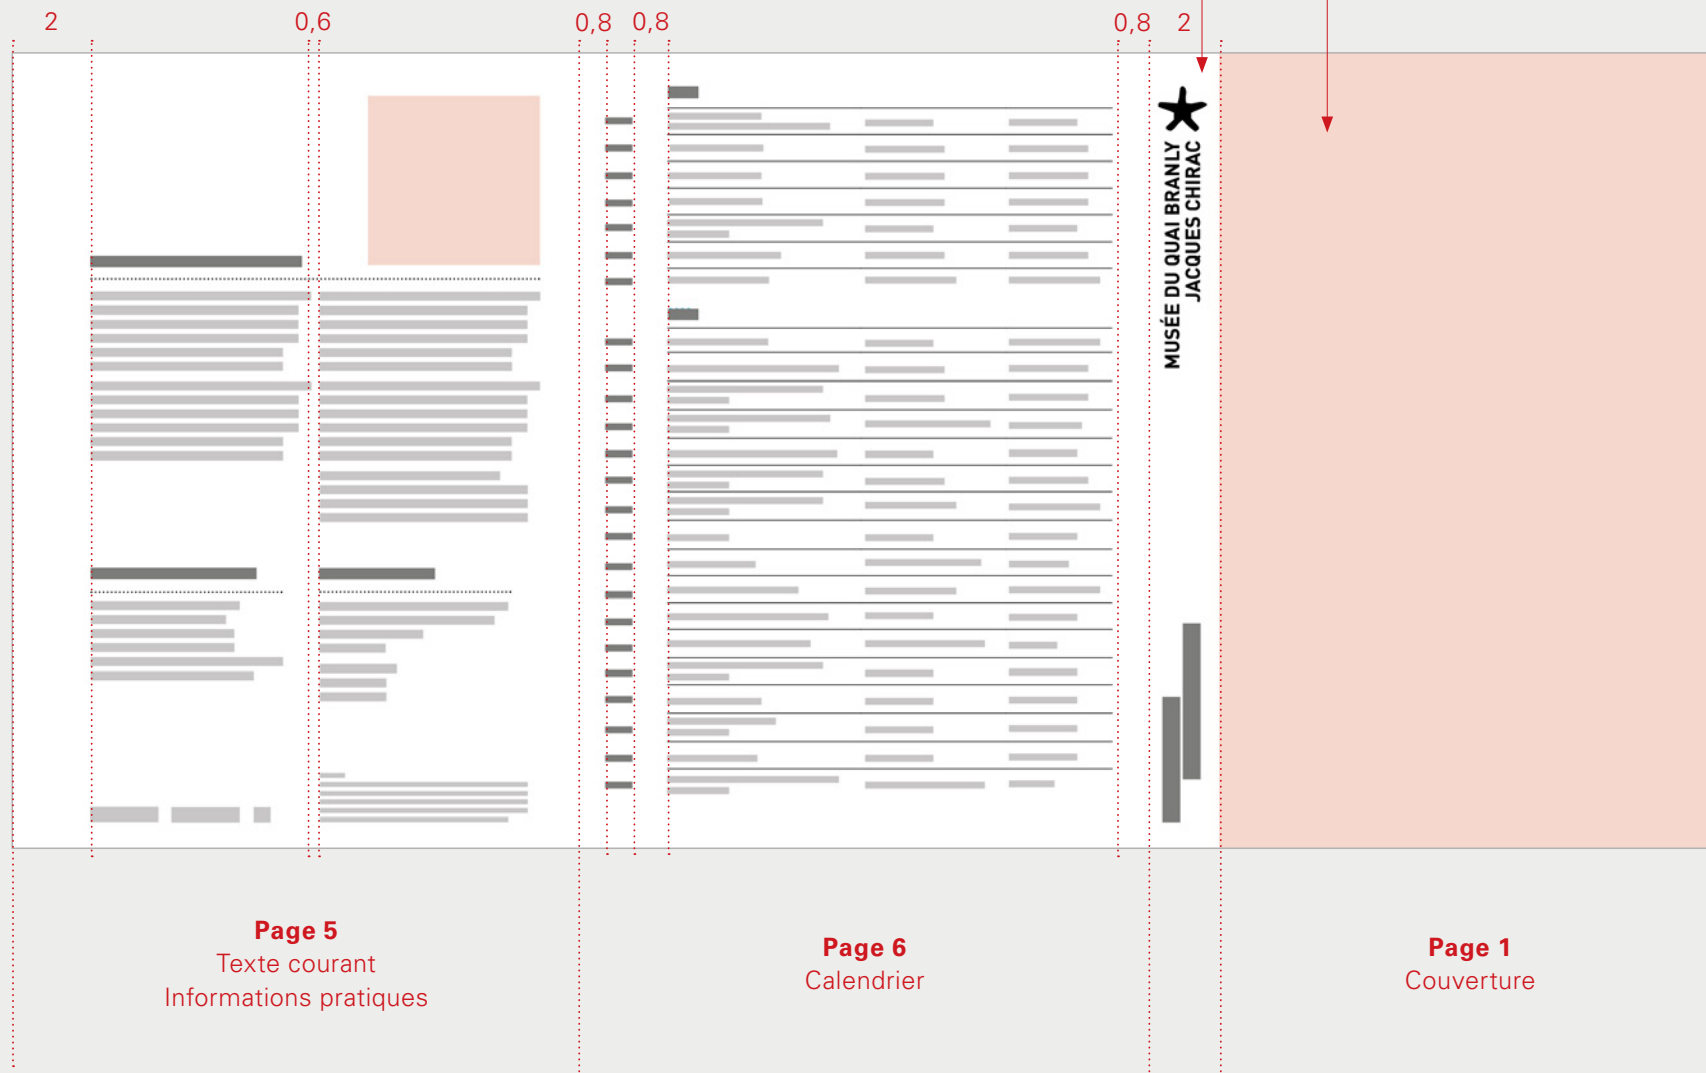 2
0,6
0,8
0,8
0,8
2
MUSÉE DU QUAI BRANLY
JACQUES CHIRAC
Page 5
Texte courant
Informations pratiques
Page 6
Calendrier
Page 1
Couverture